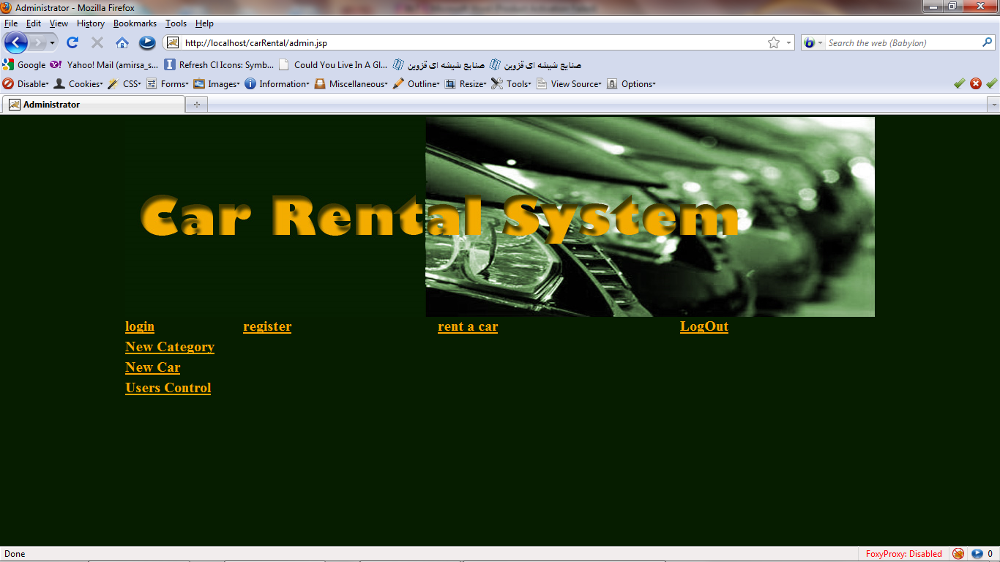 Administrator - Mozilla Firefox
File Edit View History Bookmarks Tools Help
http://localhost/carRental/admin.jsp
Search the web (Babylon)
Google Yahoo! Mail (amirsa_s... Refresh CI Icons: Symb... Could You Live In A Gl... صنایع شیشه ای قزوین صنایع شیشه ای قزوین
Disable Cookies CSS Forms Images Information Miscellaneous Outline Resize Tools View Source Options
Administrator
Car Rental System
login register rent a car LogOut
New Category
New Car
Users Control
Done FoxyProxy: Disabled 0